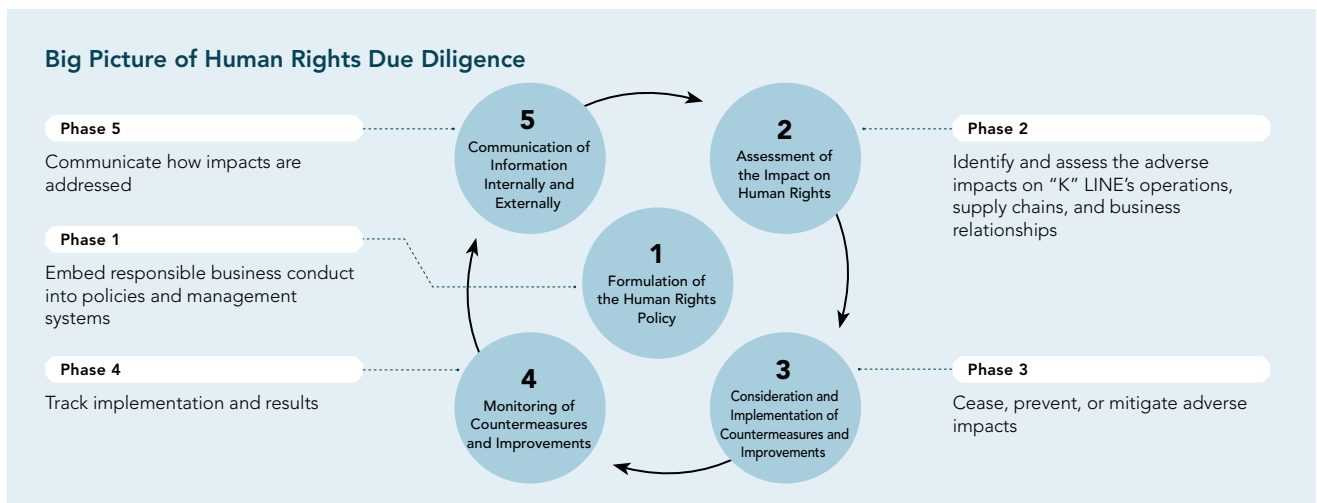 Big Picture of Human Rights Due Diligence
Phase 5
Communicate how impacts are
addressed
Phase 1
Embed responsible business conduct
into policies and management
systems
Phase 4
Track implementation and results
5
Communication of
Information
Internally and
Externally
2
Assessment of
the Impact on
Human Rights
1
Formulation of
the Human Rights
Policy
4
Monitoring of
Countermeasures
and Improvements
3
Consideration and
Implementation of
Countermeasures and
Improvements
Phase 2
Identify and assess the adverse
impacts on “K” LINE’s operations,
supply chains, and business
relationships
Phase 3
Cease, prevent, or mitigate adverse
impacts